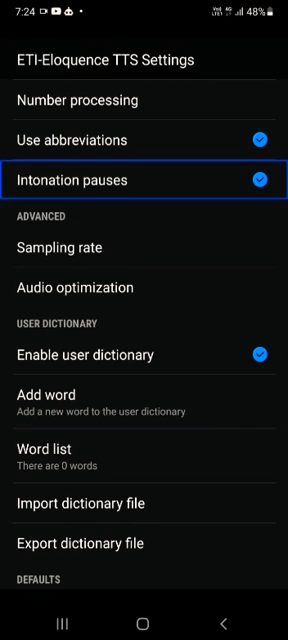 7:24 48%
ETI-Eloquence TTS Settings
Number processing
Use abbreviations
Intonation pauses
ADVANCED
Sampling rate
Audio optimization
USER DICTIONARY
Enable user dictionary
Add word
Add a new word to the user dictionary
Word list
There are 0 words
Import dictionary file
Export dictionary file
DEFAULTS